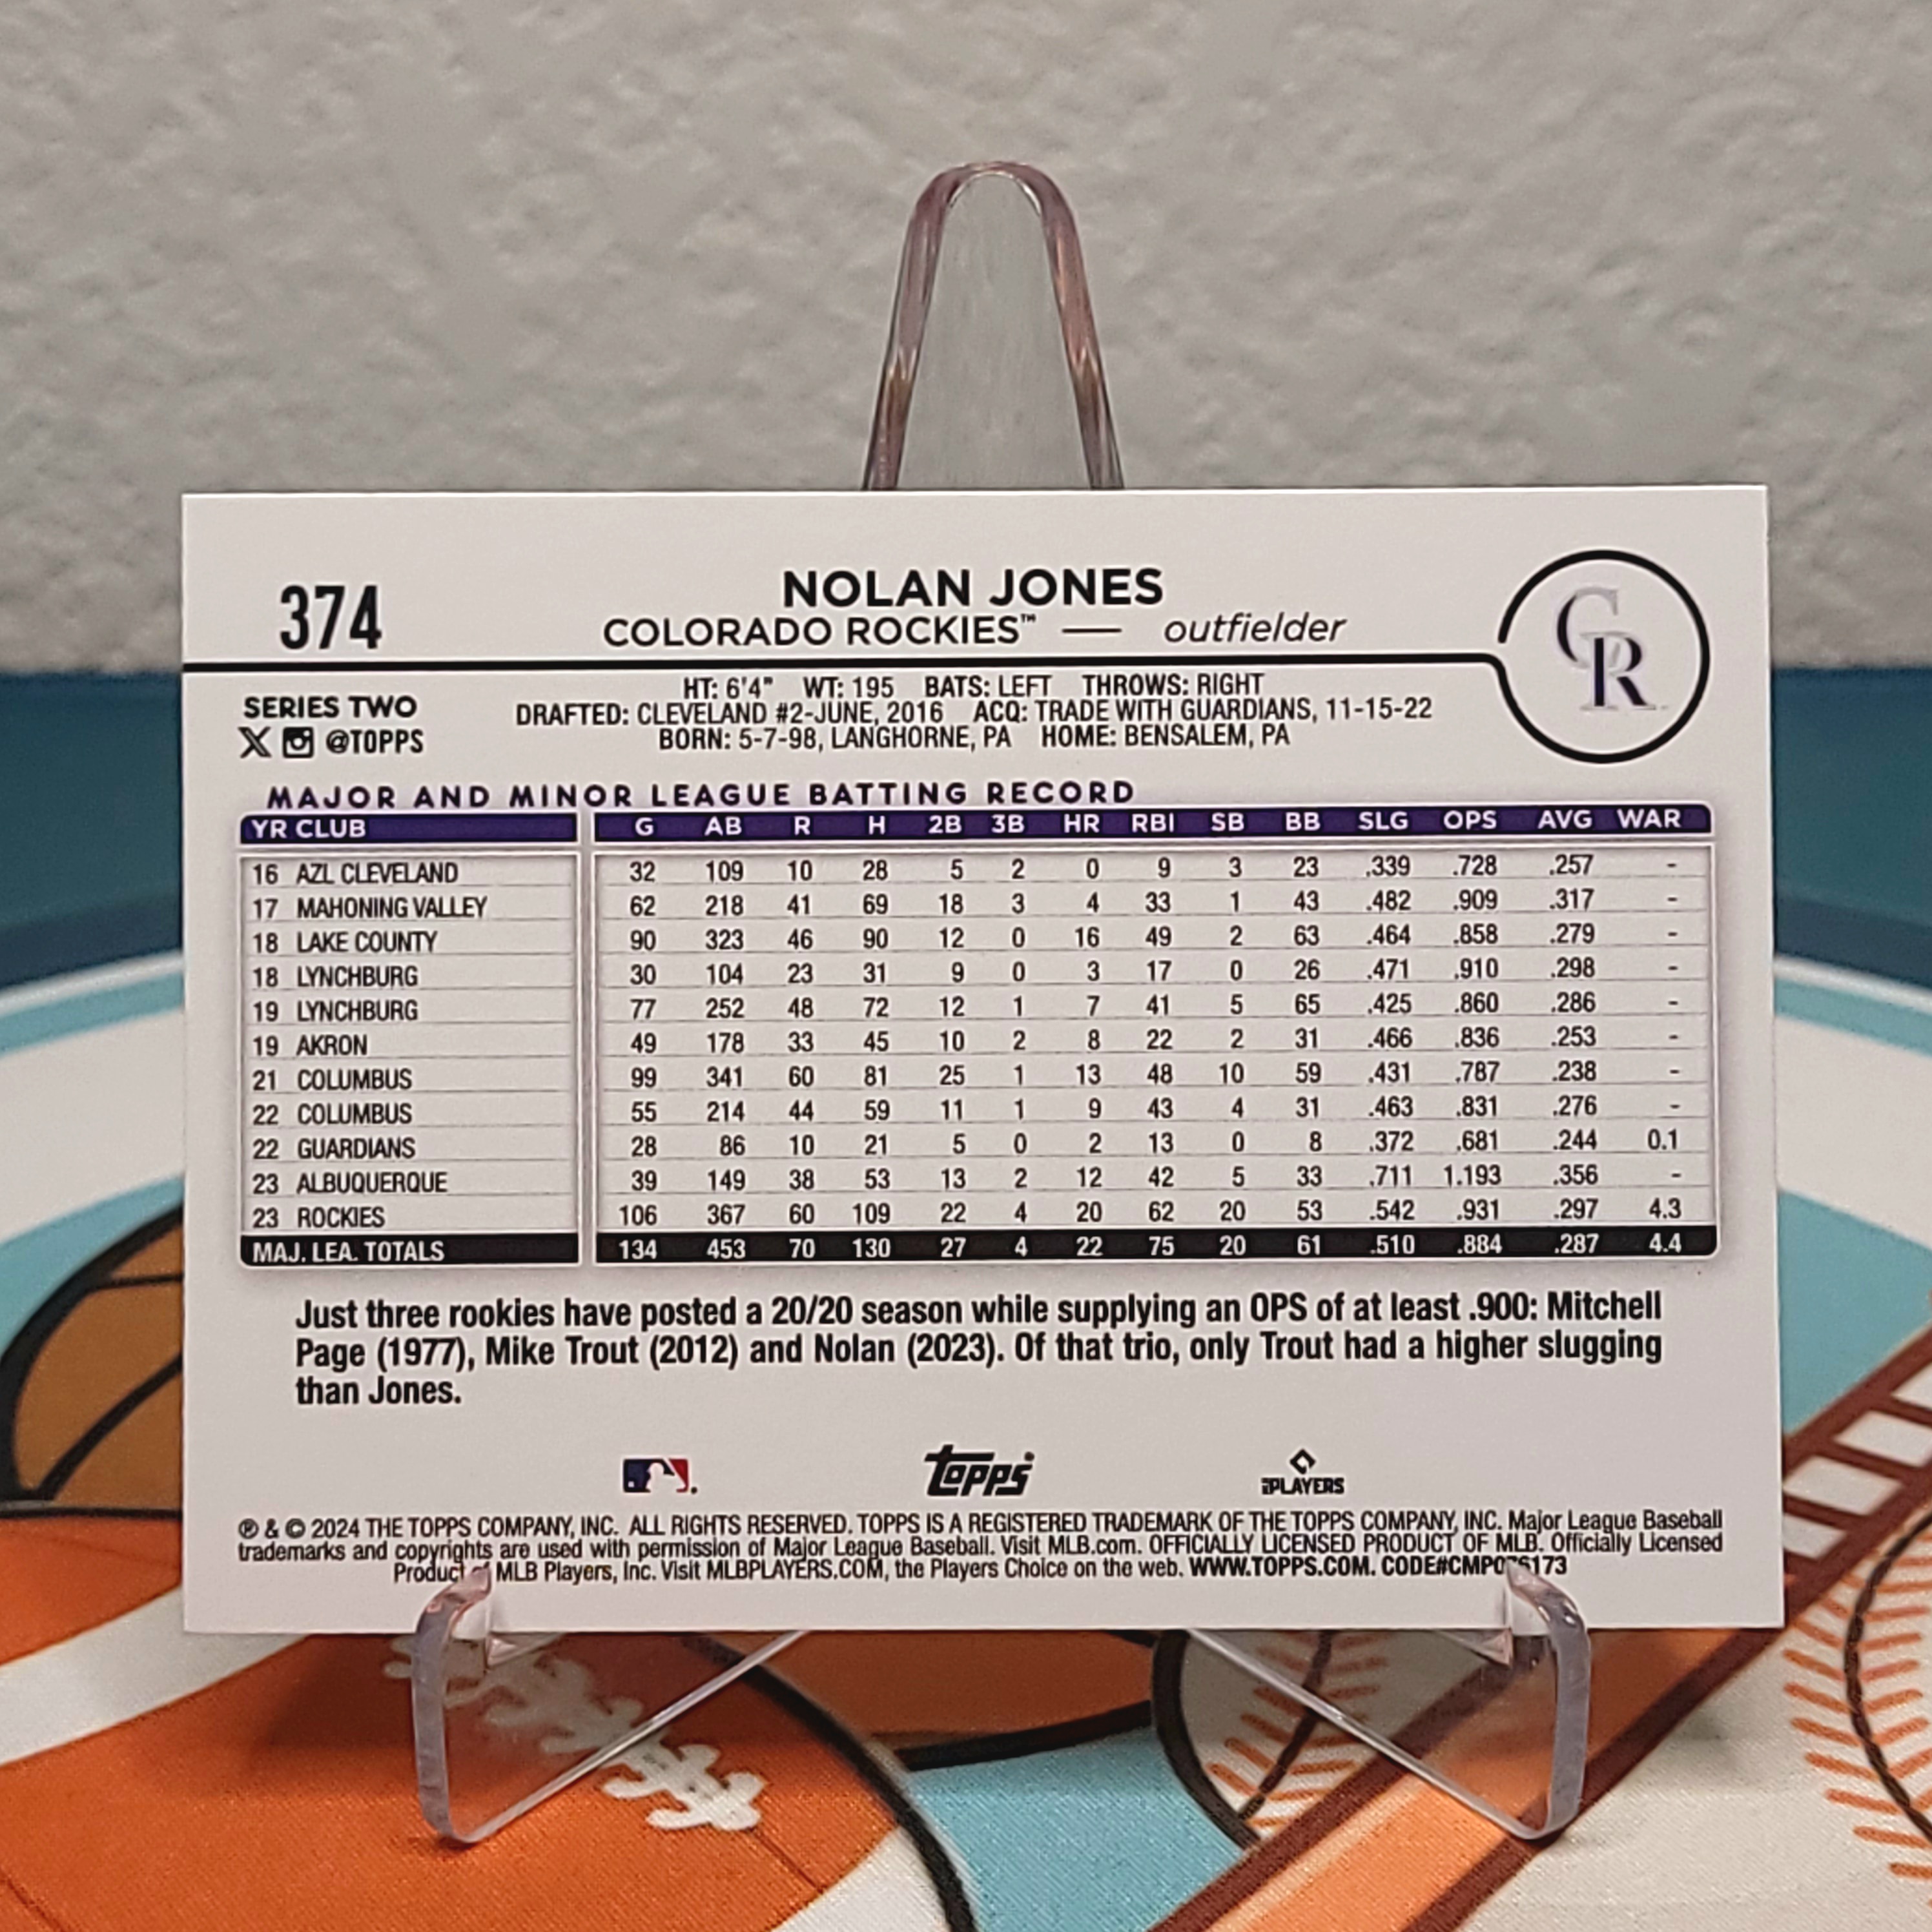 374
NOLAN JONES
COLORADO ROCKIES™ — outfielder
CR
SERIES TWO
@TOPPS
HT: 6'4" WT: 195 BATS: LEFT THROWS: RIGHT
DRAFTED: CLEVELAND #2-JUNE, 2016 ACQ: TRADE WITH GUARDIANS, 11-15-22
BORN: 5-7-98, LANGHORNE, PA HOME: BENSALEM, PA
MAJOR AND MINOR LEAGUE BATTING RECORD
YR CLUB G AB R H 2B 3B HR RBI SB BB SLG OPS AVG WAR
16 AZL CLEVELAND 32 109 10 28 5 2 0 9 3 23 .339 .728 .257 -
17 MAHONING VALLEY 62 218 41 69 18 3 4 33 1 43 .482 .909 .317 -
18 LAKE COUNTY 90 323 46 90 12 0 16 49 2 63 .464 .858 .279 -
18 LYNCHBURG 30 104 23 31 9 0 3 17 0 26 .471 .910 .298 -
19 LYNCHBURG 77 252 48 72 12 1 7 41 5 65 .425 .860 .286 -
19 AKRON 49 178 33 45 10 2 8 22 2 31 .466 .836 .253 -
21 COLUMBUS 99 341 60 81 25 1 13 48 10 59 .431 .787 .238 -
22 COLUMBUS 55 214 44 59 11 1 9 43 4 31 .463 .831 .276 -
22 GUARDIANS 28 86 10 21 5 0 2 13 0 8 .372 .681 .244 0.1
23 ALBUQUERQUE 39 149 38 53 13 2 12 42 5 33 .711 1.193 .356 -
23 ROCKIES 106 367 60 109 22 4 20 62 20 53 .542 .931 .297 4.3
MAJ. LEA. TOTALS 134 453 70 130 27 4 22 75 20 61 .510 .884 .287 4.4
Just three rookies have posted a 20/20 season while supplying an OPS of at least .900: Mitchell
Page (1977), Mike Trout (2012) and Nolan (2023). Of that trio, only Trout had a higher slugging
than Jones.
topps
PLAYERS
℗ & © 2024 THE TOPPS COMPANY, INC. ALL RIGHTS RESERVED. TOPPS IS A REGISTERED TRADEMARK OF THE TOPPS COMPANY, INC. Major League Baseball
trademarks and copyrights are used with permission of Major League Baseball. Visit MLB.com. OFFICIALLY LICENSED PRODUCT OF MLB. Officially Licensed
Product of MLB Players, Inc. Visit MLBPLAYERS.COM, the Players Choice on the web. WWW.TOPPS.COM.